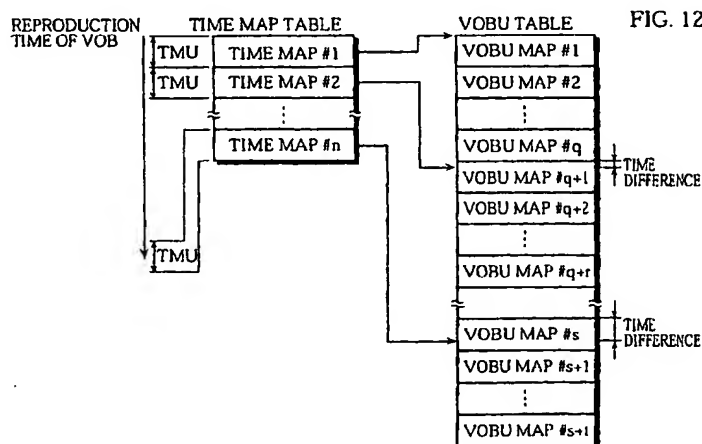 FIG. 12
REPRODUCTION
TIME OF VOB
TIME MAP TABLE
VOBU TABLE
TMU
TIME MAP #1
VOBU MAP #1
TMU
TIME MAP #2
VOBU MAP #2
TIME MAP #n
VOBU MAP #q
TIME
DIFFERENCE
VOBU MAP #q+1
VOBU MAP #q+2
TMU
VOBU MAP #q+r
VOBU MAP #s
TIME
DIFFERENCE
VOBU MAP #s+1